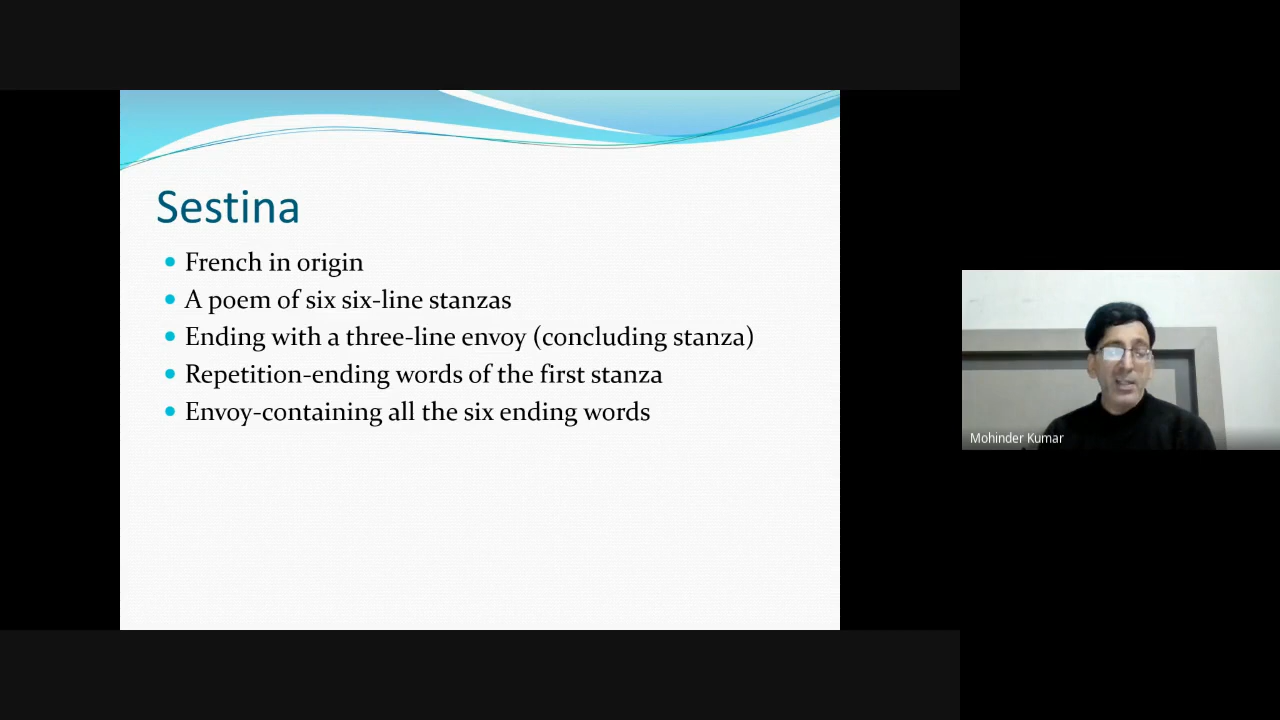 Sestina
French in origin
A poem of six six-line stanzas
Ending with a three-line envoy (concluding stanza)
Repetition-ending words of the first stanza
Envoy-containing all the six ending words
Mohinder Kumar